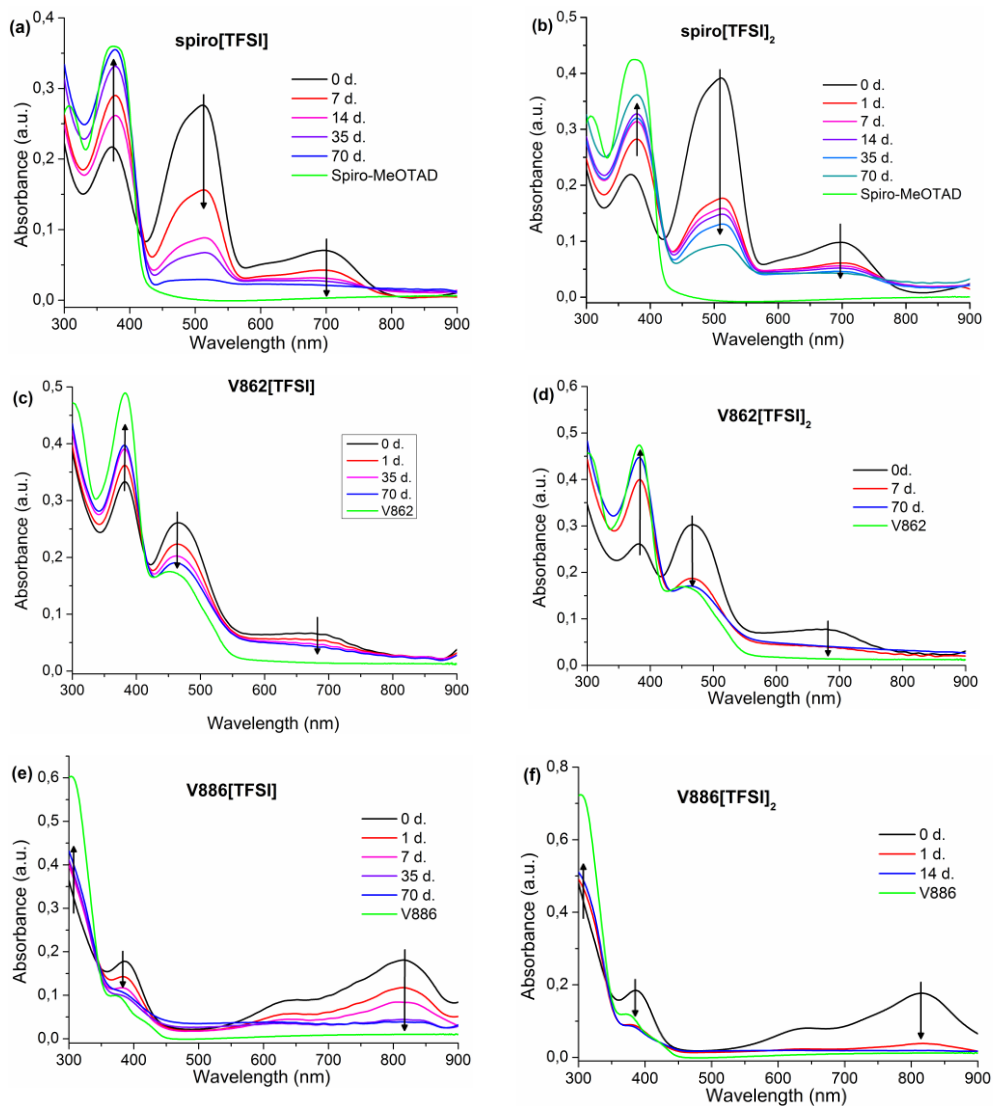 (a)
spiro[TFSI]
0,4
0,3
0,2
0,1
0,0
Absorbance (a.u.)
0 d.
7 d.
14 d.
35 d.
70 d.
Spiro-MeOTAD
300 400 500 600 700 800 900
Wavelength (nm)
(b)
spiro[TFSI]₂
0,5
0,4
0,3
0,2
0,1
0,0
Absorbance (a.u.)
0 d.
1 d.
7 d.
14 d.
35 d.
70 d.
Spiro-MeOTAD
300 400 500 600 700 800 900
Wavelength (nm)
(c)
V862[TFSI]
0,5
0,4
0,3
0,2
0,1
0,0
Absorbance (a.u.)
0 d.
1 d.
35 d.
70 d.
V862
300 400 500 600 700 800 900
Wavelength (nm)
(d)
V862[TFSI]₂
0,6
0,5
0,4
0,3
0,2
0,1
0,0
Absorbance (a.u.)
0d.
7 d.
70 d.
V862
300 400 500 600 700 800 900
Wavelength (nm)
(e)
V886[TFSI]
0,6
0,5
0,4
0,3
0,2
0,1
0,0
Absorbance (a.u.)
0 d.
1 d.
7 d.
35 d.
70 d.
V886
300 400 500 600 700 800 900
Wavelength (nm)
(f)
V886[TFSI]₂
0,8
0,6
0,4
0,2
0,0
Absorbance (a.u.)
0 d.
1 d.
14 d.
V886
300 400 500 600 700 800 900
Wavelength (nm)